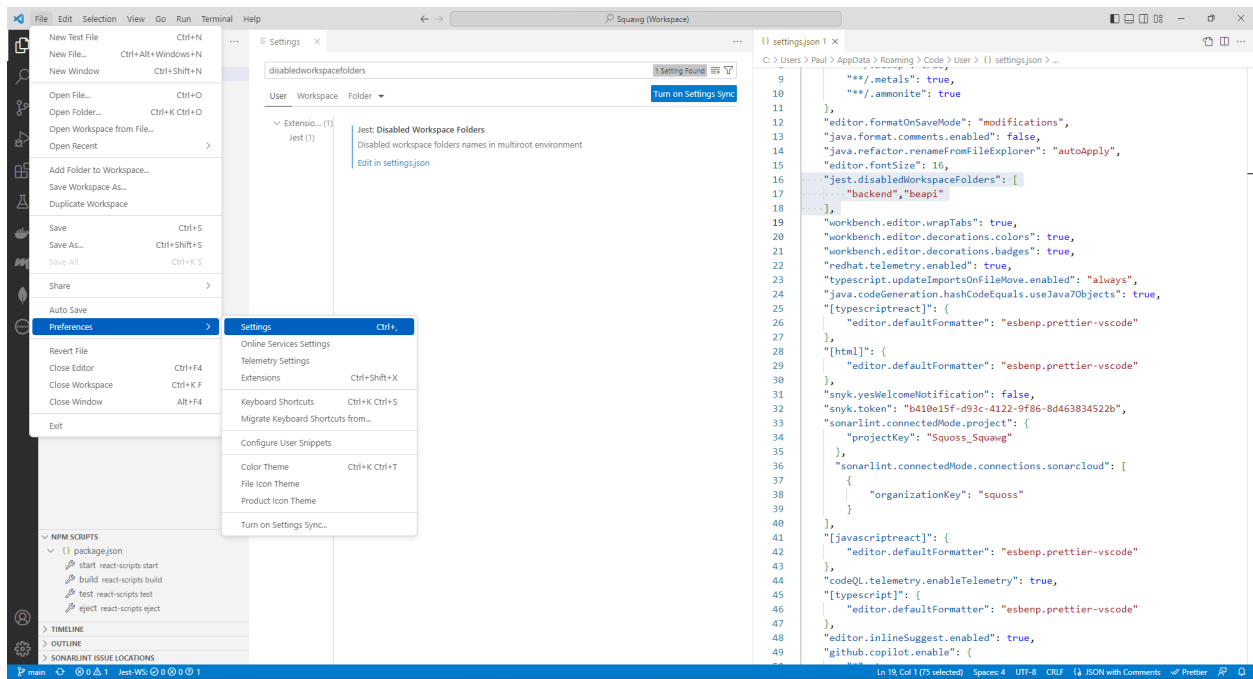 File Edit Selection View Go Run Terminal Help
Squawg (Workspace)
New Text File Ctrl+N
New File... Ctrl+Alt+Windows+N
New Window Ctrl+Shift+N
Open File... Ctrl+O
Open Folder... Ctrl+K Ctrl+O
Open Workspace from File...
Open Recent
Add Folder to Workspace...
Save Workspace As...
Duplicate Workspace
Save Ctrl+S
Save As... Ctrl+Shift+S
Save All Ctrl+K S
Share
Auto Save
Preferences
Revert File
Close Editor Ctrl+F4
Close Workspace Ctrl+K F
Close Window Alt+F4
Exit
Settings Ctrl+,
Online Services Settings
Telemetry Settings
Extensions Ctrl+Shift+X
Keyboard Shortcuts Ctrl+K Ctrl+S
Migrate Keyboard Shortcuts from...
Configure User Snippets
Color Theme Ctrl+K Ctrl+T
File Icon Theme
Product Icon Theme
Turn on Settings Sync...
NPM SCRIPTS
{} package.json
start react-scripts start
build react-scripts build
test react-scripts test
eject react-scripts eject
TIMELINE
OUTLINE
SONARLINT ISSUE LOCATIONS
Settings
disabledworkspacefolders
1 Setting Found
User Workspace Folder
Turn on Settings Sync
Extensio... (1)
Jest (1)
Jest: Disabled Workspace Folders
Disabled workspace folders names in multiroot environment
Edit in settings.json
{} settings.json 1
C: > Users > Paul > AppData > Roaming > Code > User > {} settings.json > ...
9 "**/.metals": true,
10 "**/.ammonite": true
11 },
12 "editor.formatOnSaveMode": "modifications",
13 "java.format.comments.enabled": false,
14 "java.refactor.renameFromFileExplorer": "autoApply",
15 "editor.fontSize": 16,
16 "jest.disabledWorkspaceFolders": [
17 "backend","beapi"
18 ],
19 "workbench.editor.wrapTabs": true,
20 "workbench.editor.decorations.colors": true,
21 "workbench.editor.decorations.badges": true,
22 "redhat.telemetry.enabled": true,
23 "typescript.updateImportsOnFileMove.enabled": "always",
24 "java.codeGeneration.hashCodeEquals.useJava7Objects": true,
25 "[typescriptreact]": {
26 "editor.defaultFormatter": "esbenp.prettier-vscode"
27 },
28 "[html]": {
29 "editor.defaultFormatter": "esbenp.prettier-vscode"
30 },
31 "snyk.yesWelcomeNotification": false,
32 "snyk.token": "b410e15f-d93c-4122-9f86-8d463834522b",
33 "sonarlint.connectedMode.project": {
34 "projectKey": "Squoss_Squawg"
35 },
36 "sonarlint.connectedMode.connections.sonarcloud": [
37 {
38 "organizationKey": "squoss"
39 }
40 ],
41 "[javascriptreact]": {
42 "editor.defaultFormatter": "esbenp.prettier-vscode"
43 },
44 "codeQL.telemetry.enableTelemetry": true,
45 "[typescript]": {
46 "editor.defaultFormatter": "esbenp.prettier-vscode"
47 },
48 "editor.inlineSuggest.enabled": true,
49 "github.copilot.enable": {
main 0 1 Jest-WS: 0 0 1
Ln 19, Col 1 (75 selected) Spaces: 4 UTF-8 CRLF {} JSON with Comments Prettier